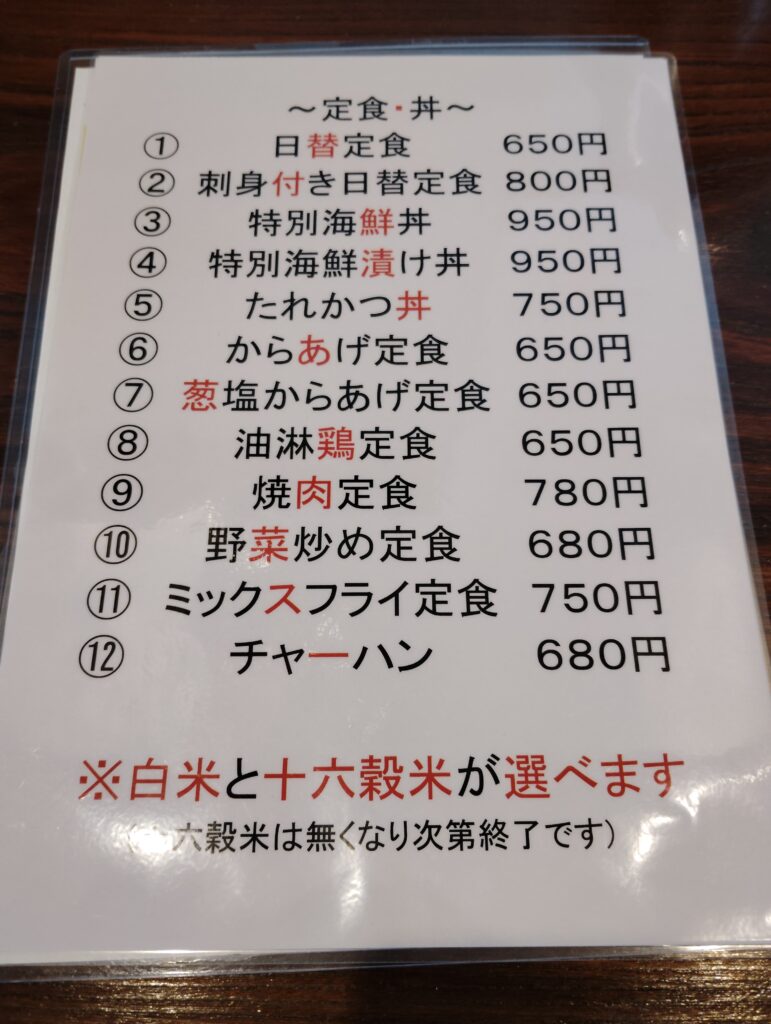 ～定食・丼～
① 日替定食 650円
② 刺身付き日替定食 800円
③ 特別海鮮丼 950円
④ 特別海鮮漬け丼 950円
⑤ たれかつ丼 750円
⑥ からあげ定食 650円
⑦ 葱塩からあげ定食 650円
⑧ 油淋鶏定食 650円
⑨ 焼肉定食 780円
⑩ 野菜炒め定食 680円
⑪ ミックスフライ定食 750円
⑫ チャーハン 680円
※白米と十六穀米が選べます
（十六穀米は無くなり次第終了です）